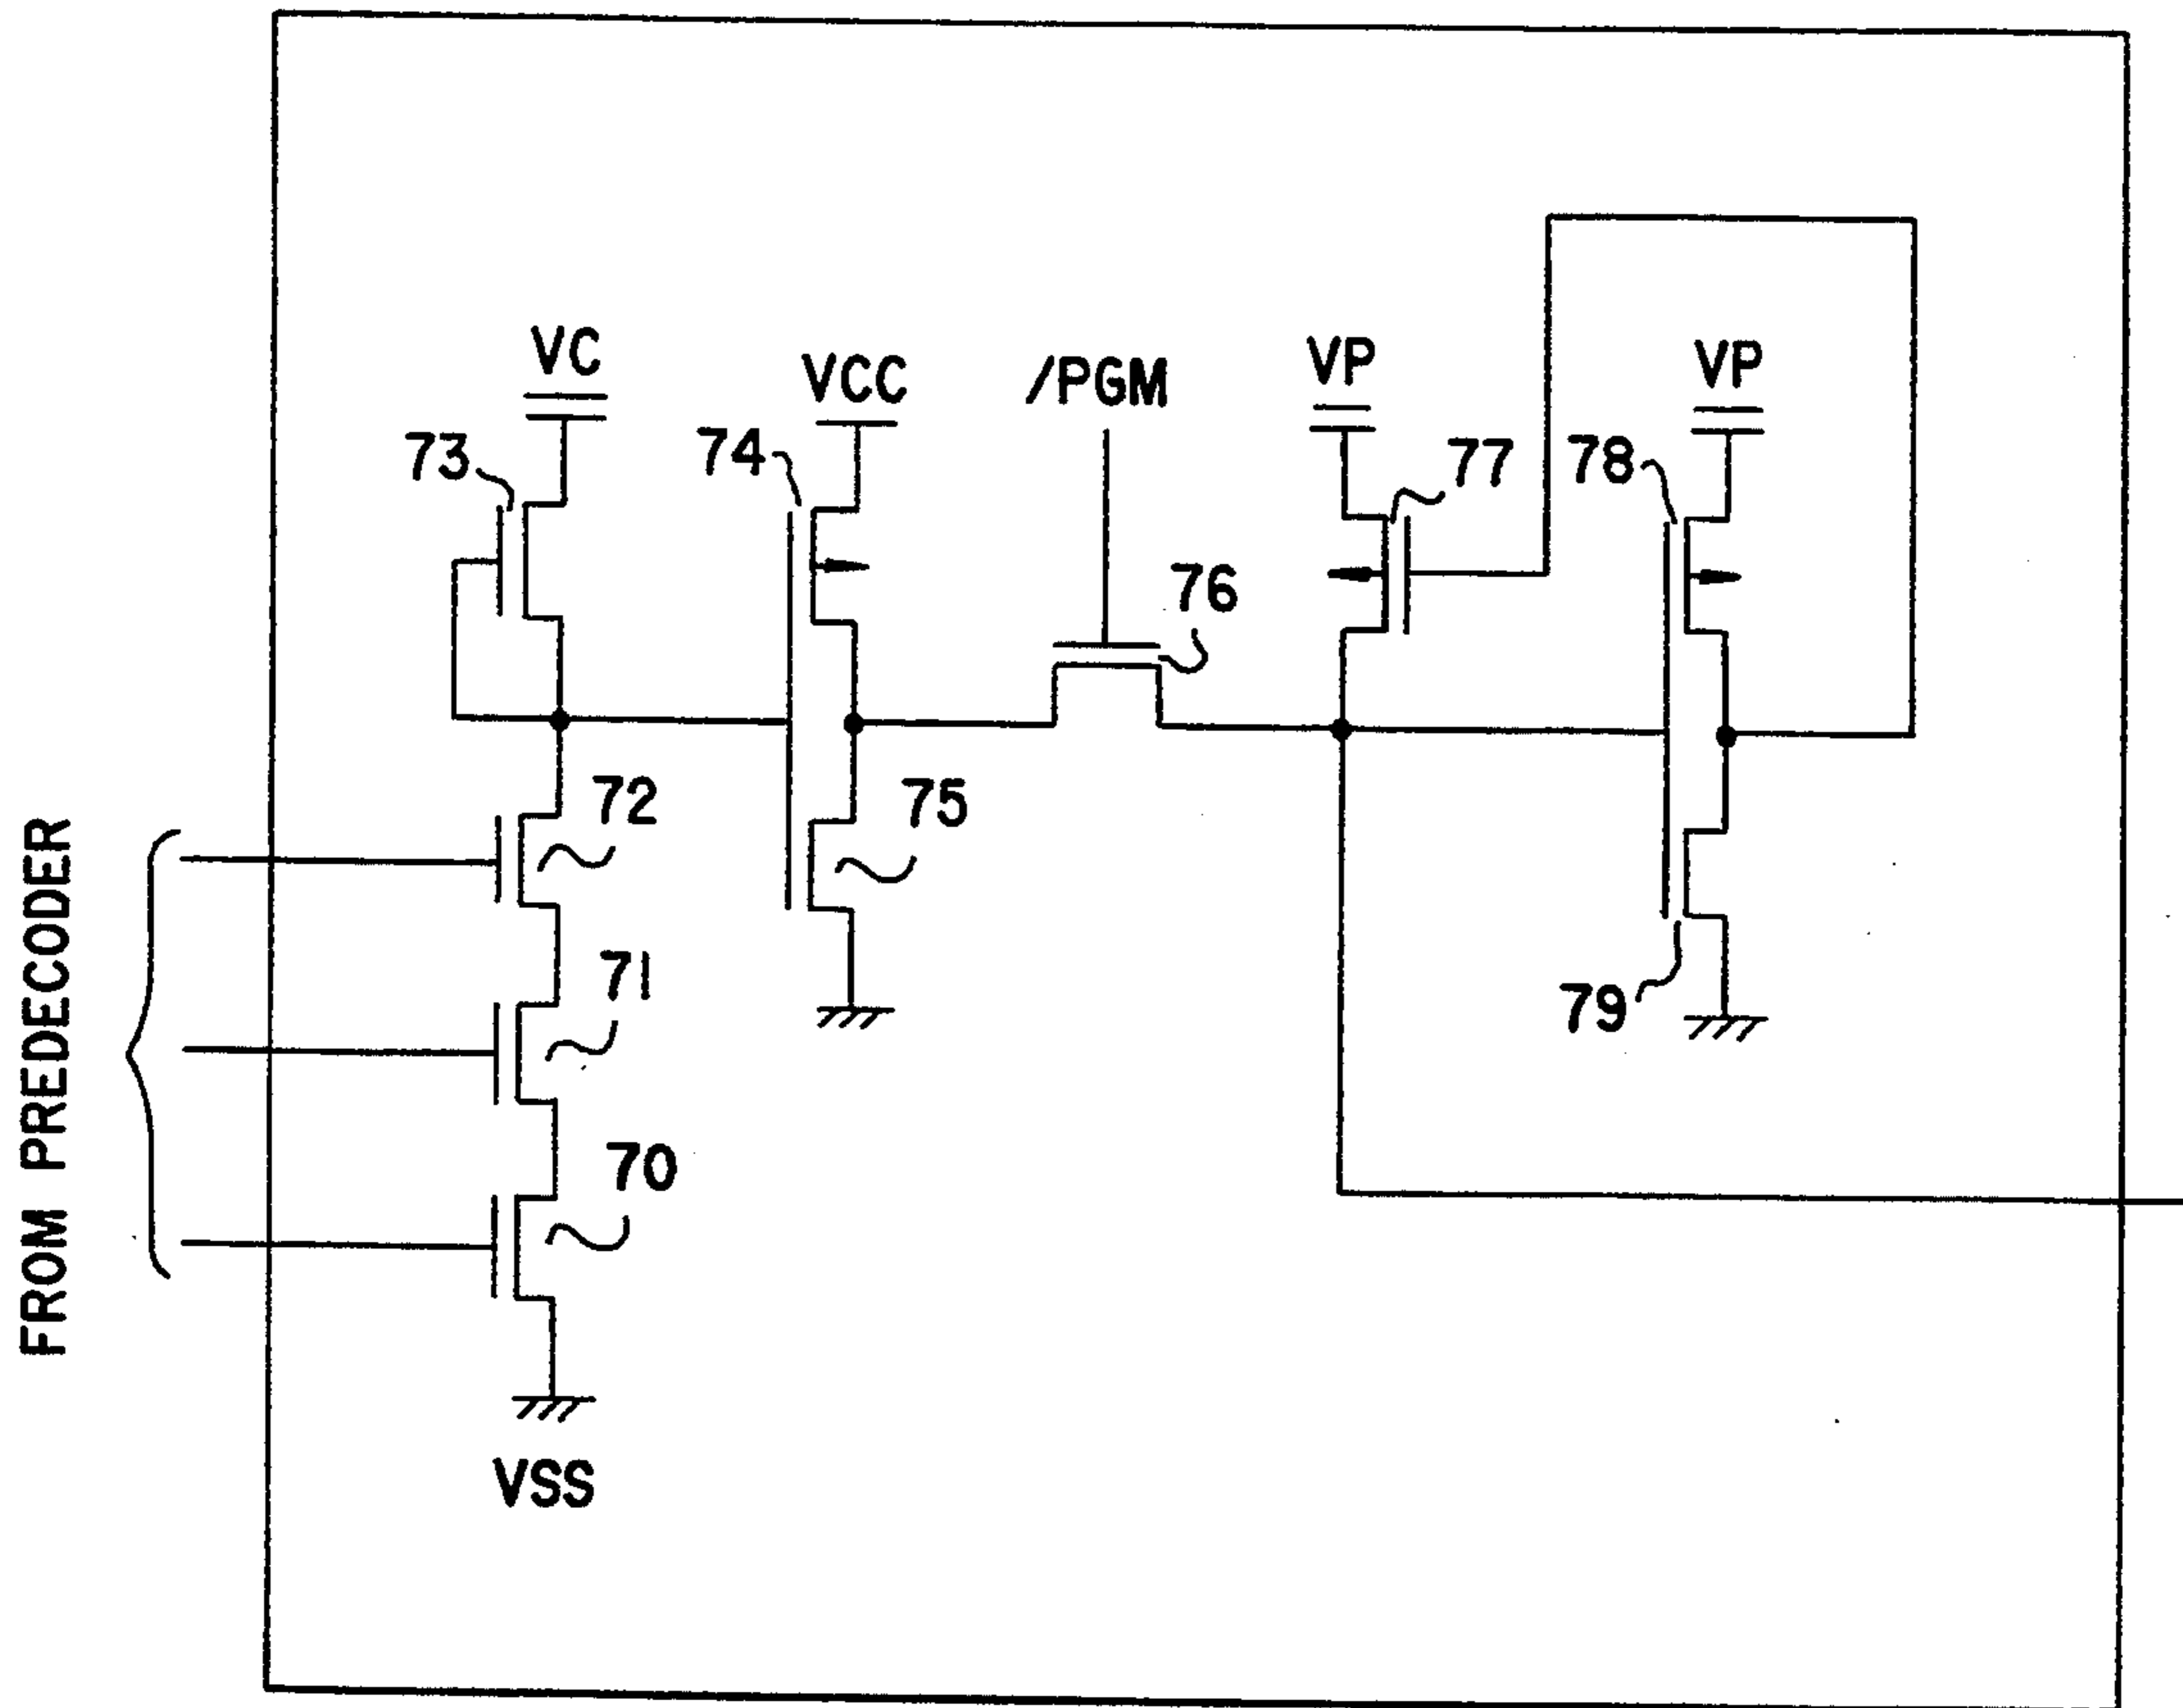 VC
VCC
/PGM
VP
VP
73
74
77
78
76
72
75
71
79
70
VSS
FROM PREDECODER